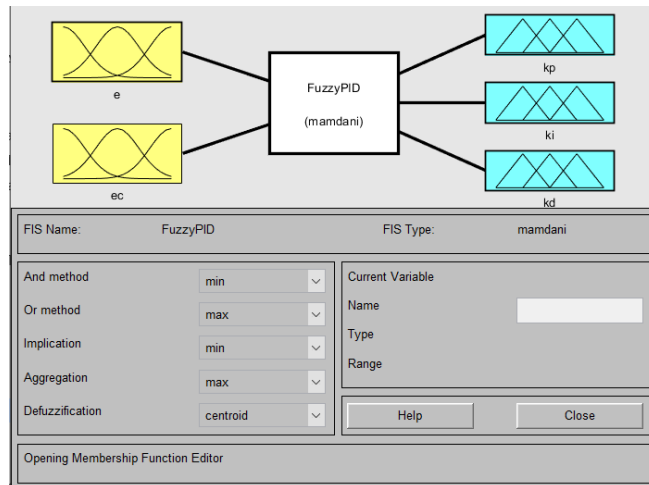 e
ec
FuzzyPID
(mamdani)
kp
ki
kd
FIS Name: FuzzyPID FIS Type: mamdani
And method min
Or method max
Implication min
Aggregation max
Defuzzification centroid
Current Variable
Name
Type
Range
Help Close
Opening Membership Function Editor